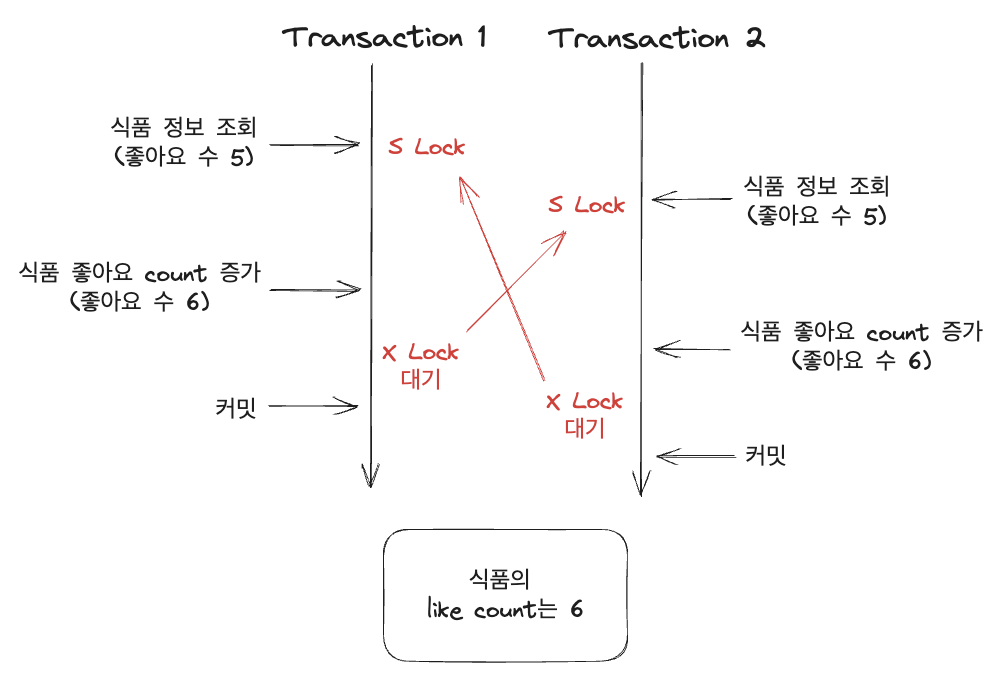 Transaction 1
Transaction 2
식품 정보 조회
(좋아요 수 5)
S Lock
식품 정보 조회
(좋아요 수 5)
S Lock
식품 좋아요 count 증가
(좋아요 수 6)
식품 좋아요 count 증가
(좋아요 수 6)
X Lock
대기
X Lock
대기
커밋
커밋
식품의
like count는 6